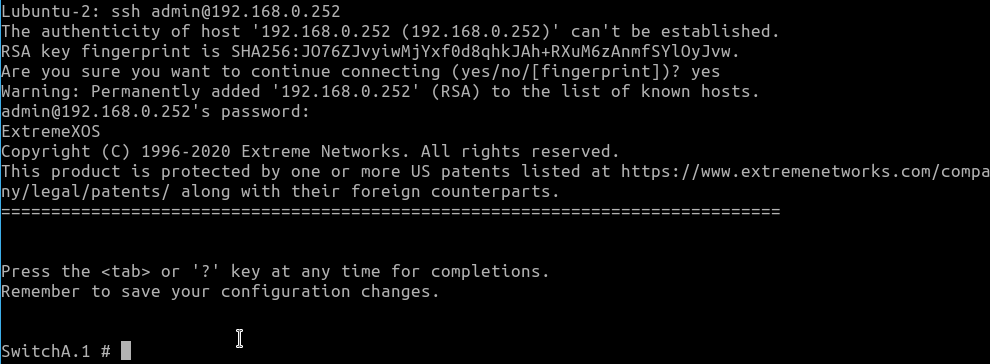 Lubuntu-2: ssh admin@192.168.0.252
The authenticity of host '192.168.0.252 (192.168.0.252)' can't be established.
RSA key fingerprint is SHA256:JO76ZJvyiwMjYxf0d8qhkJAh+RXuM6zAnmfSYlOyJvw.
Are you sure you want to continue connecting (yes/no/[fingerprint])? yes
Warning: Permanently added '192.168.0.252' (RSA) to the list of known hosts.
admin@192.168.0.252's password:
ExtremeXOS
Copyright (C) 1996-2020 Extreme Networks. All rights reserved.
This product is protected by one or more US patents listed at https://www.extremenetworks.com/compa
ny/legal/patents/ along with their foreign counterparts.
==============================================================================
Press the <tab> or '?' key at any time for completions.
Remember to save your configuration changes.
SwitchA.1 #